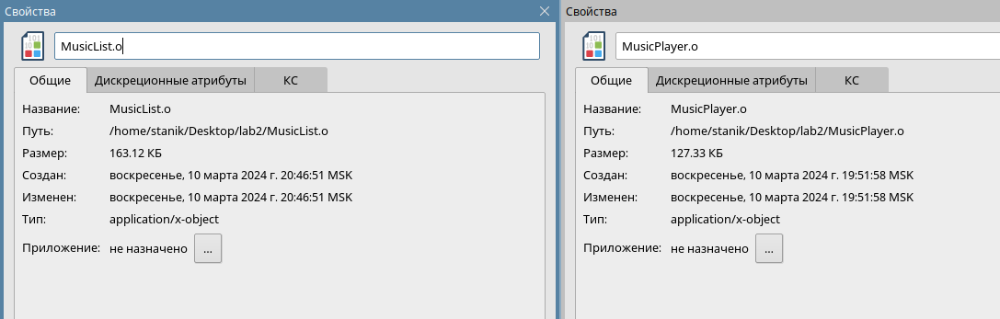 Свойства
MusicList.o
Общие Дискреционные атрибуты КС
Название: MusicList.o
Путь: /home/stanik/Desktop/lab2/MusicList.o
Размер: 163.12 КБ
Создан: воскресенье, 10 марта 2024 г. 20:46:51 MSK
Изменен: воскресенье, 10 марта 2024 г. 20:46:51 MSK
Тип: application/x-object
Приложение: не назначено ...
Свойства
MusicPlayer.o
Общие Дискреционные атрибуты КС
Название: MusicPlayer.o
Путь: /home/stanik/Desktop/lab2/MusicPlayer.o
Размер: 127.33 КБ
Создан: воскресенье, 10 марта 2024 г. 19:51:58 MSK
Изменен: воскресенье, 10 марта 2024 г. 19:51:58 MSK
Тип: application/x-object
Приложение: не назначено ...